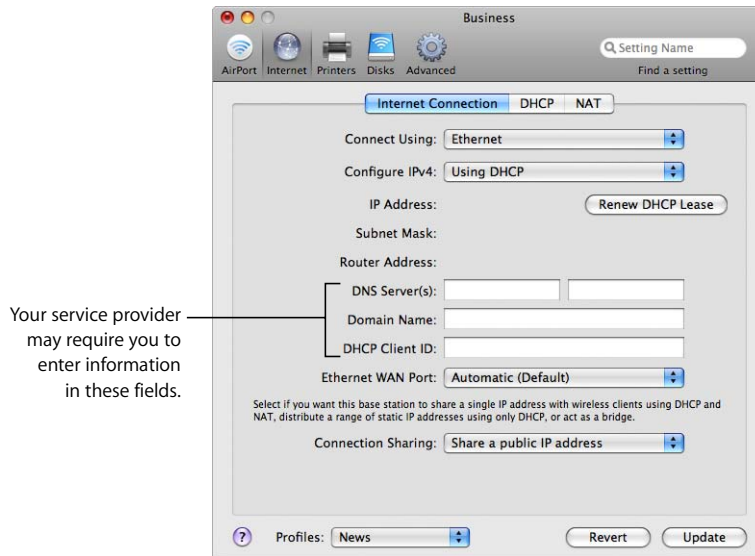 Business
Setting Name
AirPort Internet Printers Disks Advanced
Find a setting
Internet Connection DHCP NAT
Connect Using: Ethernet
Configure IPv4: Using DHCP
IP Address:
Renew DHCP Lease
Subnet Mask:
Router Address:
DNS Server(s):
Domain Name:
DHCP Client ID:
Your service provider
may require you to
enter information
in these fields.
Ethernet WAN Port: Automatic (Default)
Select if you want this base station to share a single IP address with wireless clients using DHCP and
NAT, distribute a range of static IP addresses using only DHCP, or act as a bridge.
Connection Sharing: Share a public IP address
? Profiles: News
Revert Update